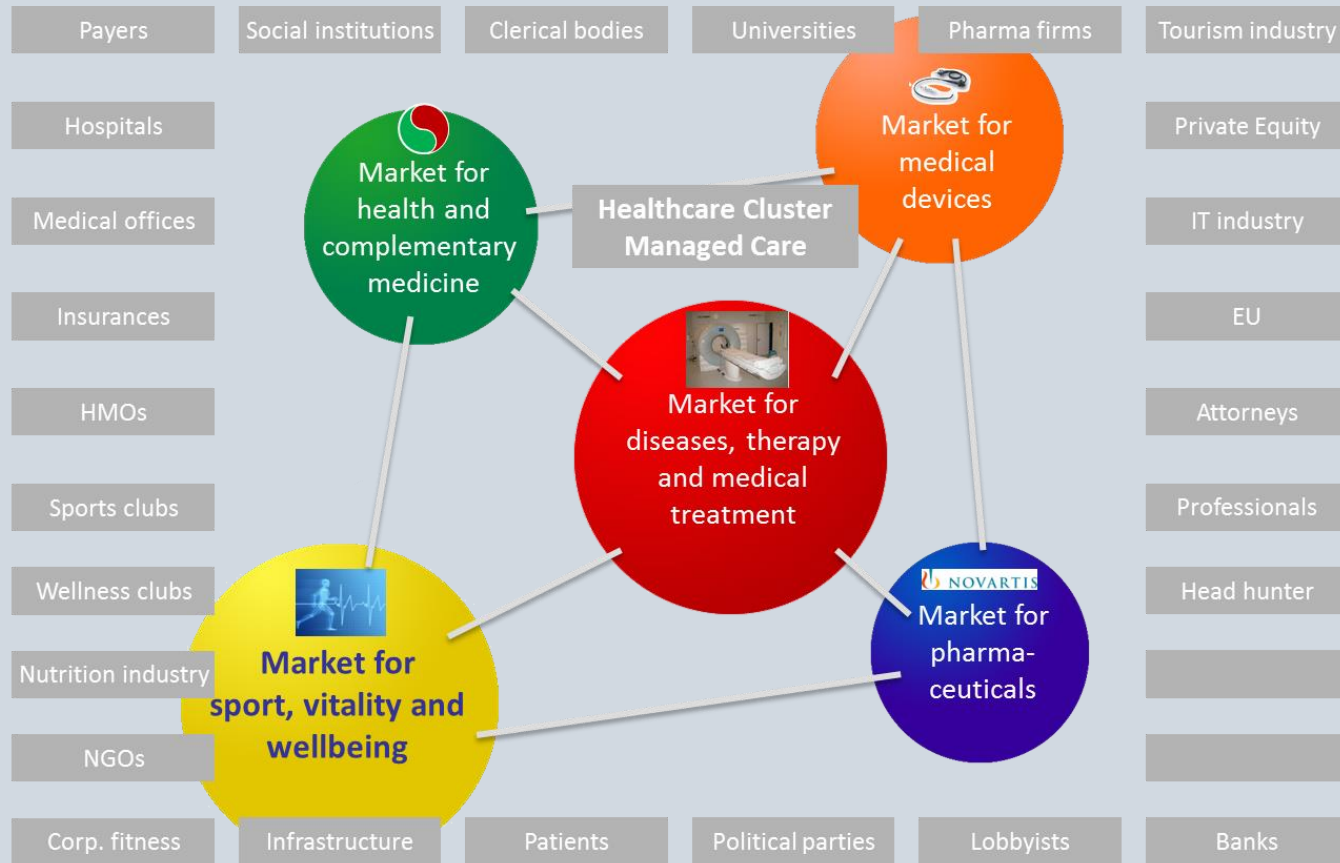 Payers
Social institutions
Clerical bodies
Universities
Pharma firms
Tourism industry
Hospitals
Private Equity
Medical offices
IT industry
Insurances
EU
HMOs
Attorneys
Sports clubs
Professionals
Wellness clubs
Head hunter
Nutrition industry
NGOs
Market for
health and
complementary
medicine
Healthcare Cluster
Managed Care
Market for
medical
devices
Market for
diseases, therapy
and medical
treatment
Market for
sport, vitality and
wellbeing
NOVARTIS
Market for
pharma-
ceuticals
Corp. fitness
Infrastructure
Patients
Political parties
Lobbyists
Banks